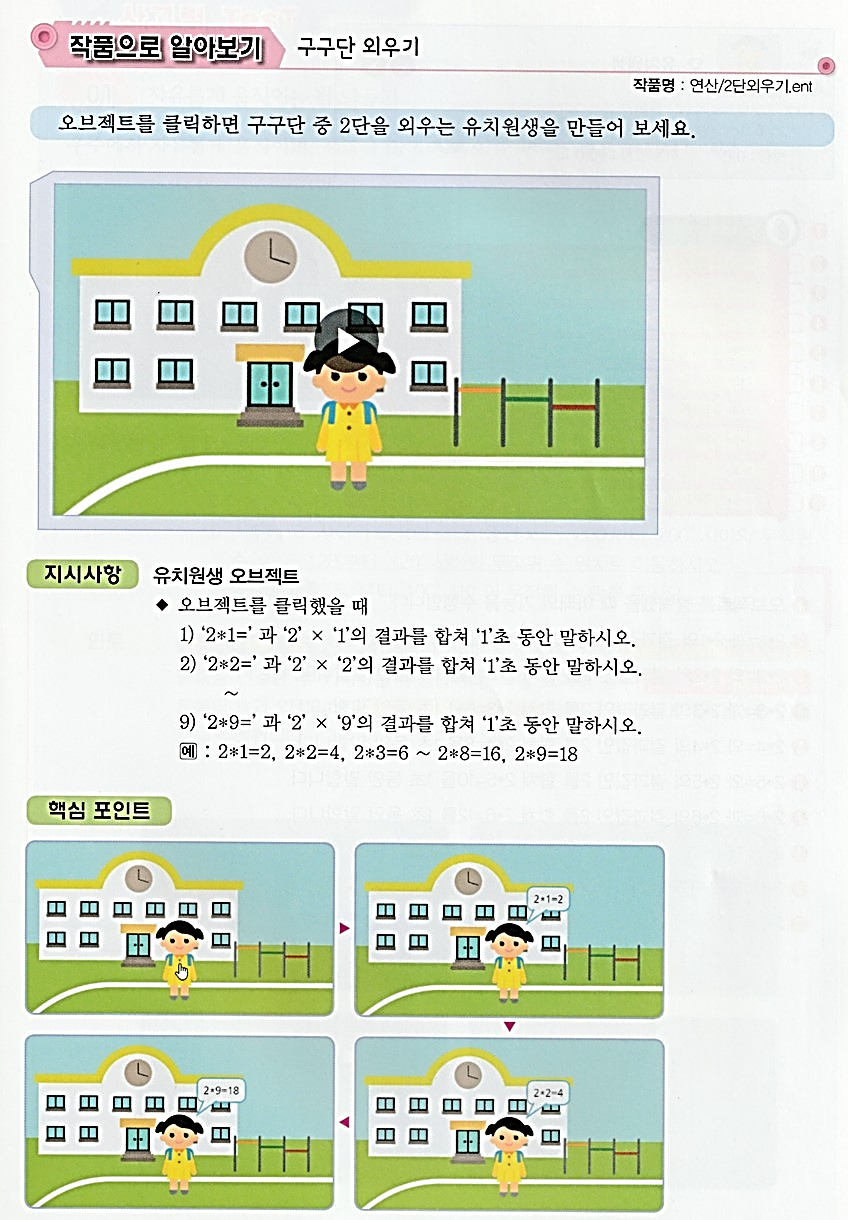 작품으로 알아보기 구구단 외우기
작품명 : 연산/2단외우기.ent
오브젝트를 클릭하면 구구단 중 2단을 외우는 유치원생을 만들어 보세요.
지시사항 유치원생 오브젝트
◆ 오브젝트를 클릭했을 때
1) ‘2*1=’ 과 ‘2’ × ‘1’의 결과를 합쳐 ‘1’초 동안 말하시오.
2) ‘2*2=’ 과 ‘2’ × ‘2’의 결과를 합쳐 ‘1’초 동안 말하시오.
~
9) ‘2*9=’ 과 ‘2’ × ‘9’의 결과를 합쳐 ‘1’초 동안 말하시오.
예 : 2*1=2, 2*2=4, 2*3=6 ~ 2*8=16, 2*9=18
핵심 포인트
2*1=2
2*2=4
2*9=18